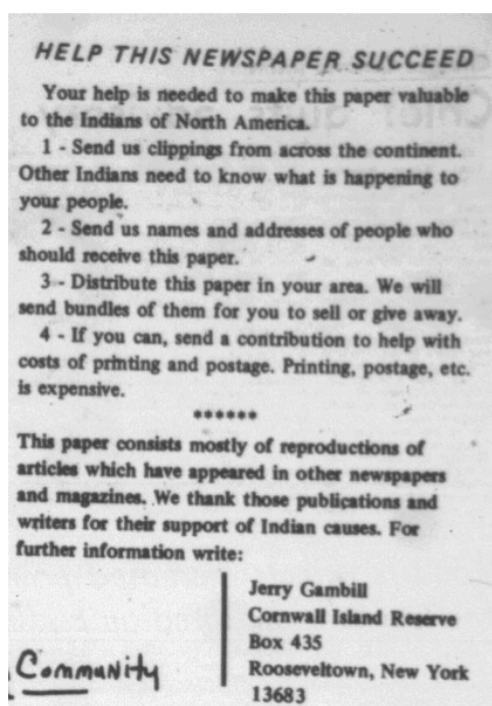 HELP THIS NEWSPAPER SUCCEED
Your help is needed to make this paper valuable
to the Indians of North America.
1 - Send us clippings from across the continent.
Other Indians need to know what is happening to
your people.
2 - Send us names and addresses of people who
should receive this paper.
3 - Distribute this paper in your area. We will
send bundles of them for you to sell or give away.
4 - If you can, send a contribution to help with
costs of printing and postage. Printing, postage, etc.
is expensive.
******
This paper consists mostly of reproductions of
articles which have appeared in other newspapers
and magazines. We thank those publications and
writers for their support of Indian causes. For
further information write:
Jerry Gambill
Cornwall Island Reserve
Box 435
Rooseveltown, New York
13683
Community